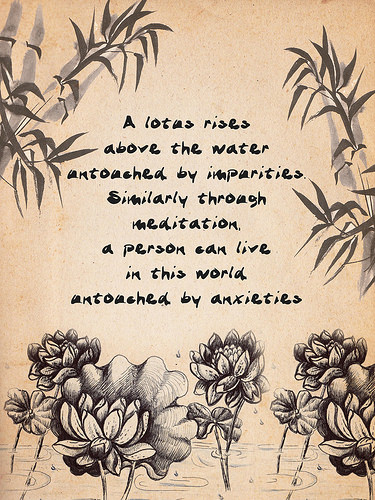 A lotus rises
above the water
untouched by impurities.
Similarly through
meditation,
a person can live
in this world
untouched by anxieties